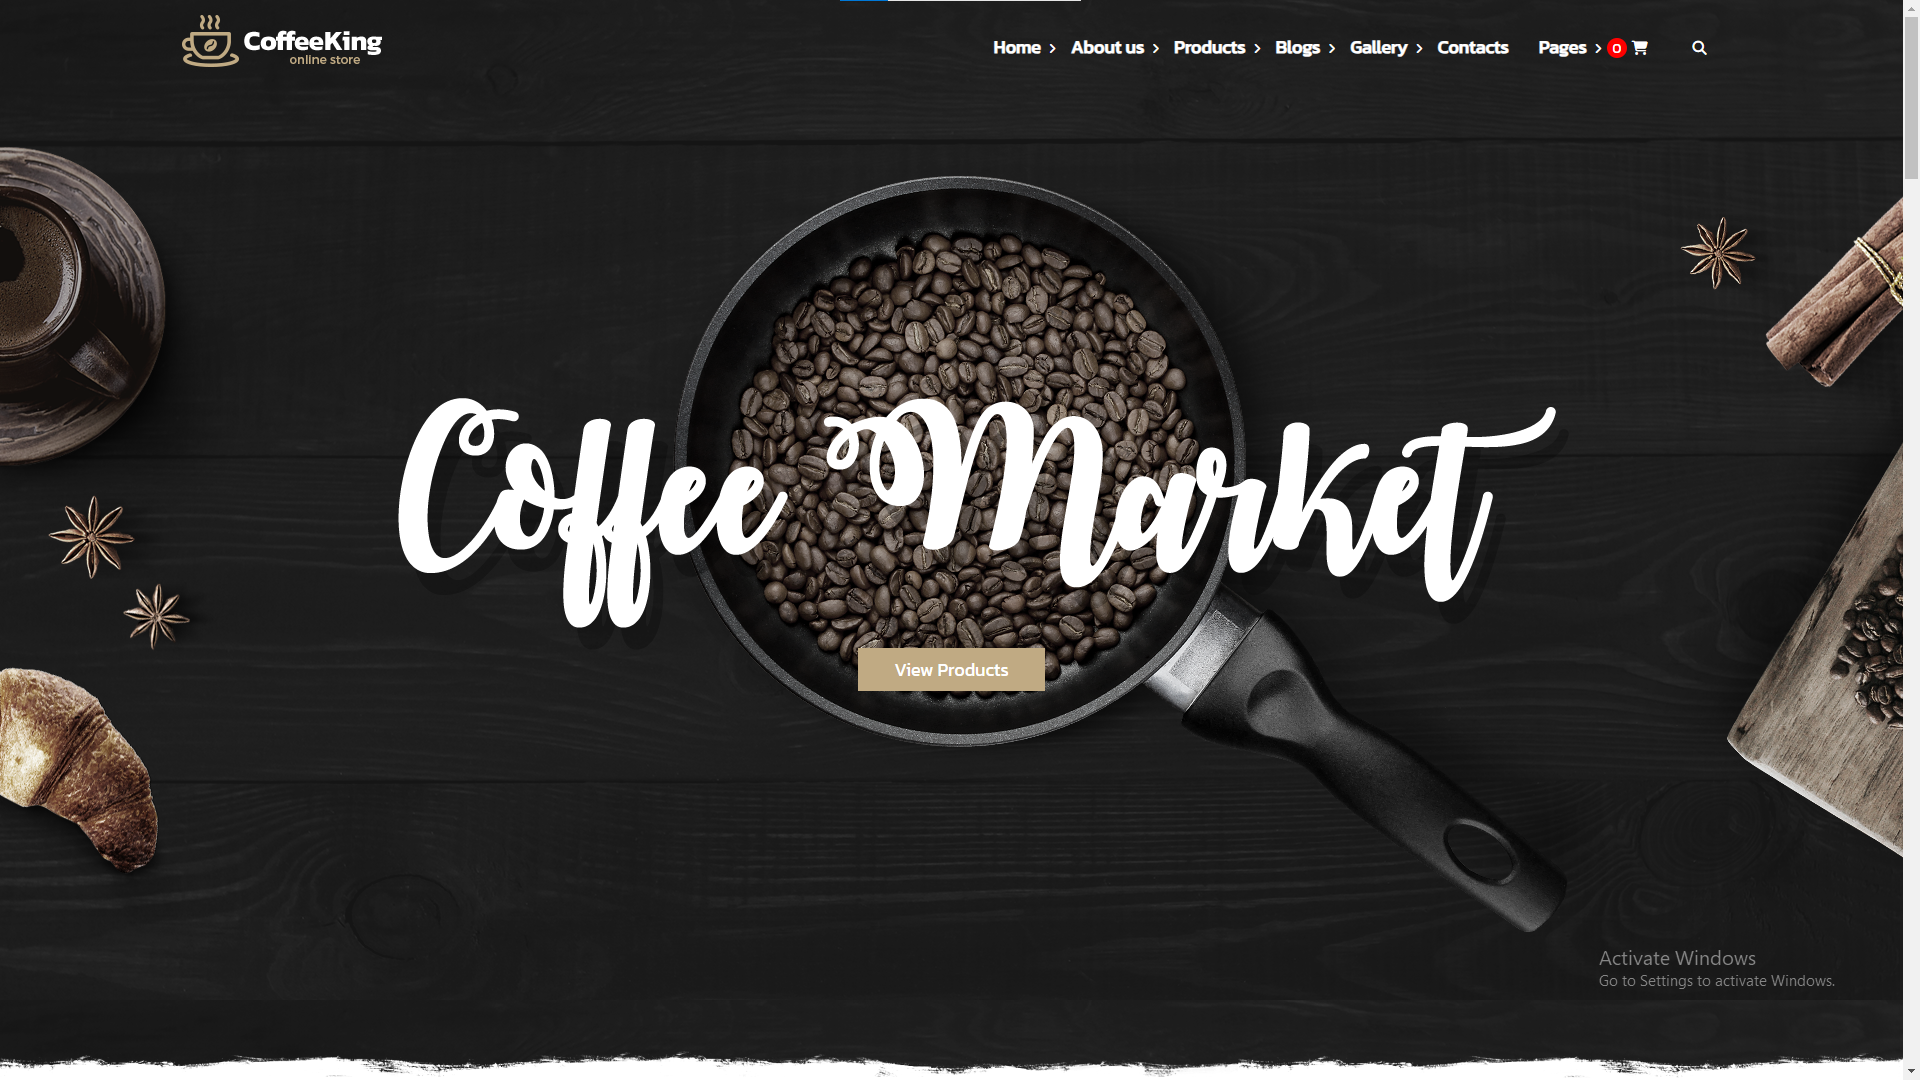 CoffeeKing
online store
Home About us Products Blogs Gallery Contacts Pages 0
Coffee Market
View Products
Activate Windows
Go to Settings to activate Windows.